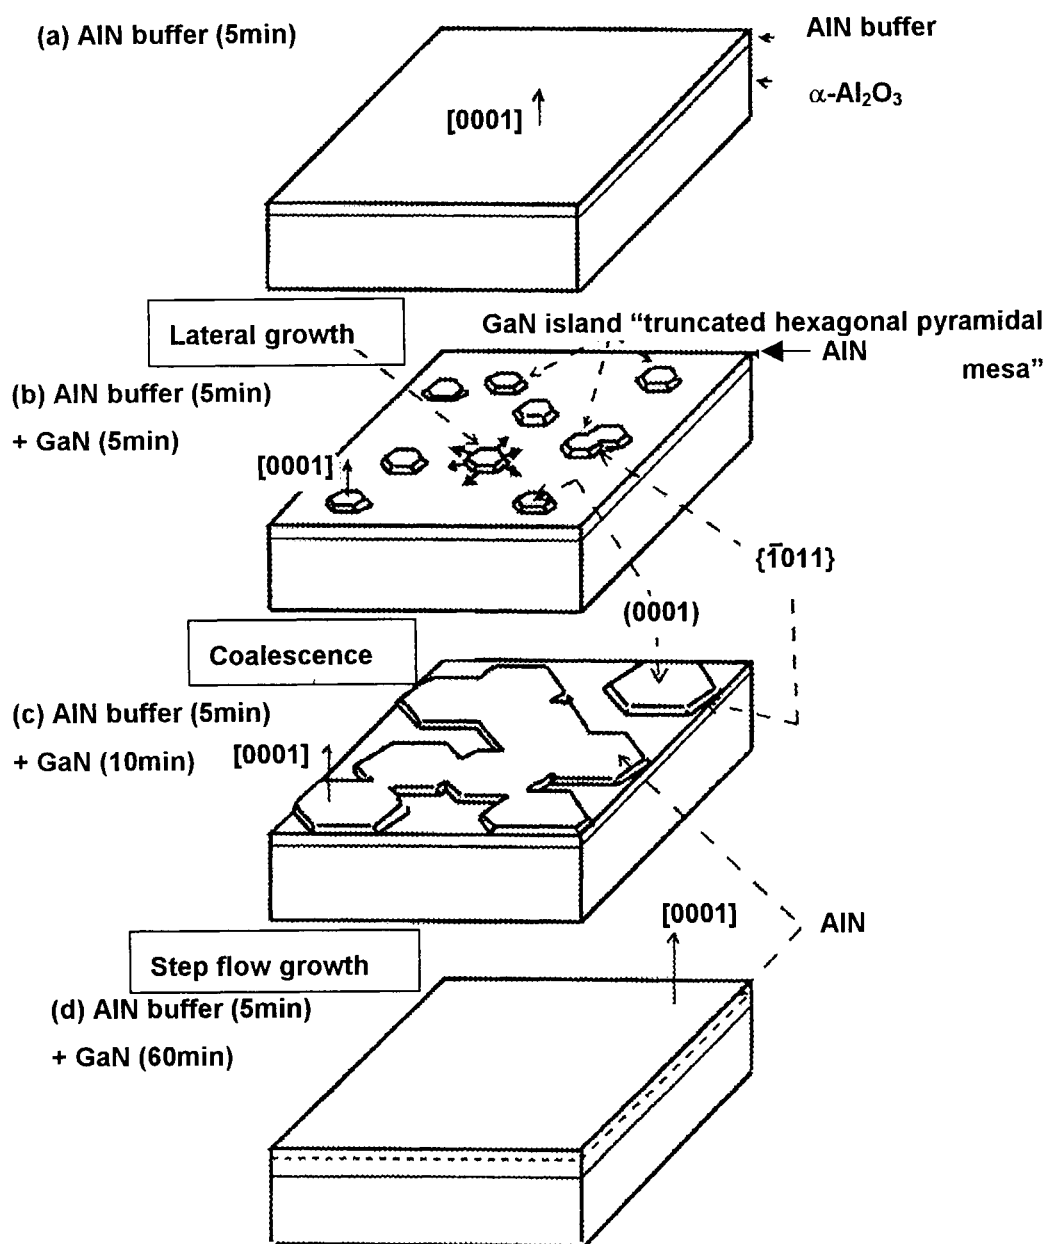 (a) AlN buffer (5min)
AlN buffer
α-Al₂O₃
[0001]
Lateral growth
GaN island “truncated hexagonal pyramidal
mesa”
AlN
(b) AlN buffer (5min)
+ GaN (5min)
[0001]
{1̄011}
(0001)
Coalescence
(c) AlN buffer (5min)
+ GaN (10min)
[0001]
AlN
[0001]
Step flow growth
(d) AlN buffer (5min)
+ GaN (60min)